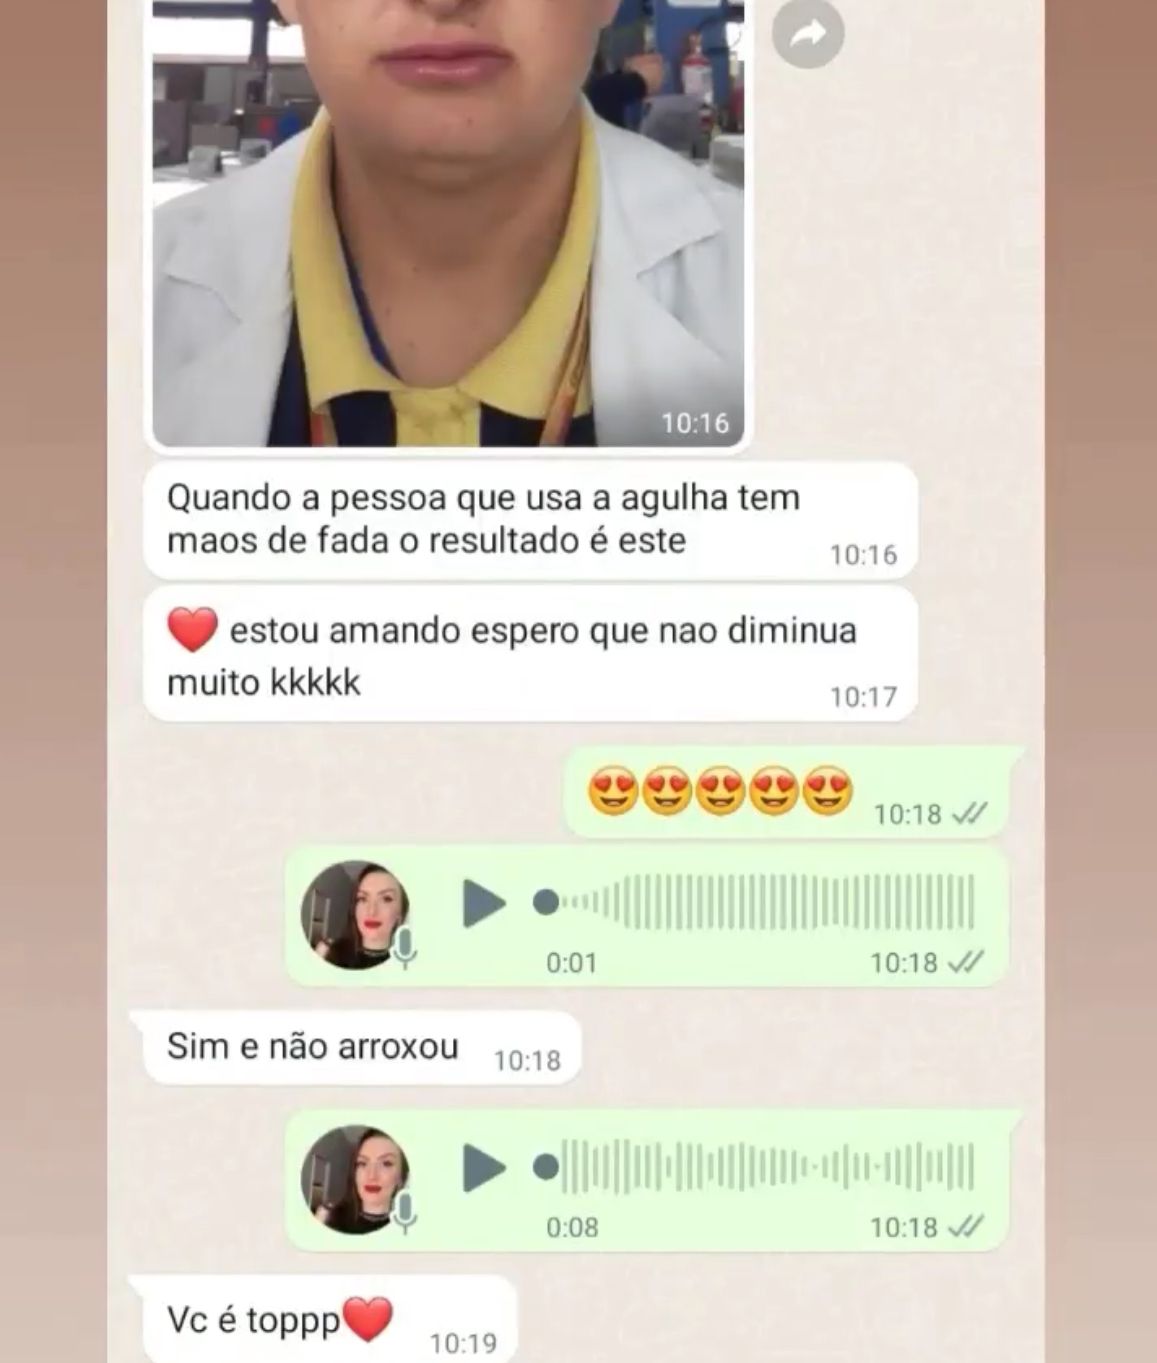 10:16
Quando a pessoa que usa a agulha tem
maos de fada o resultado é este
10:16
❤️ estou amando espero que nao diminua
muito kkkkk
10:17
😍😍😍😍😍 10:18
0:01 10:18
Sim e não arroxou 10:18
0:08 10:18
Vc é toppp❤️ 10:19